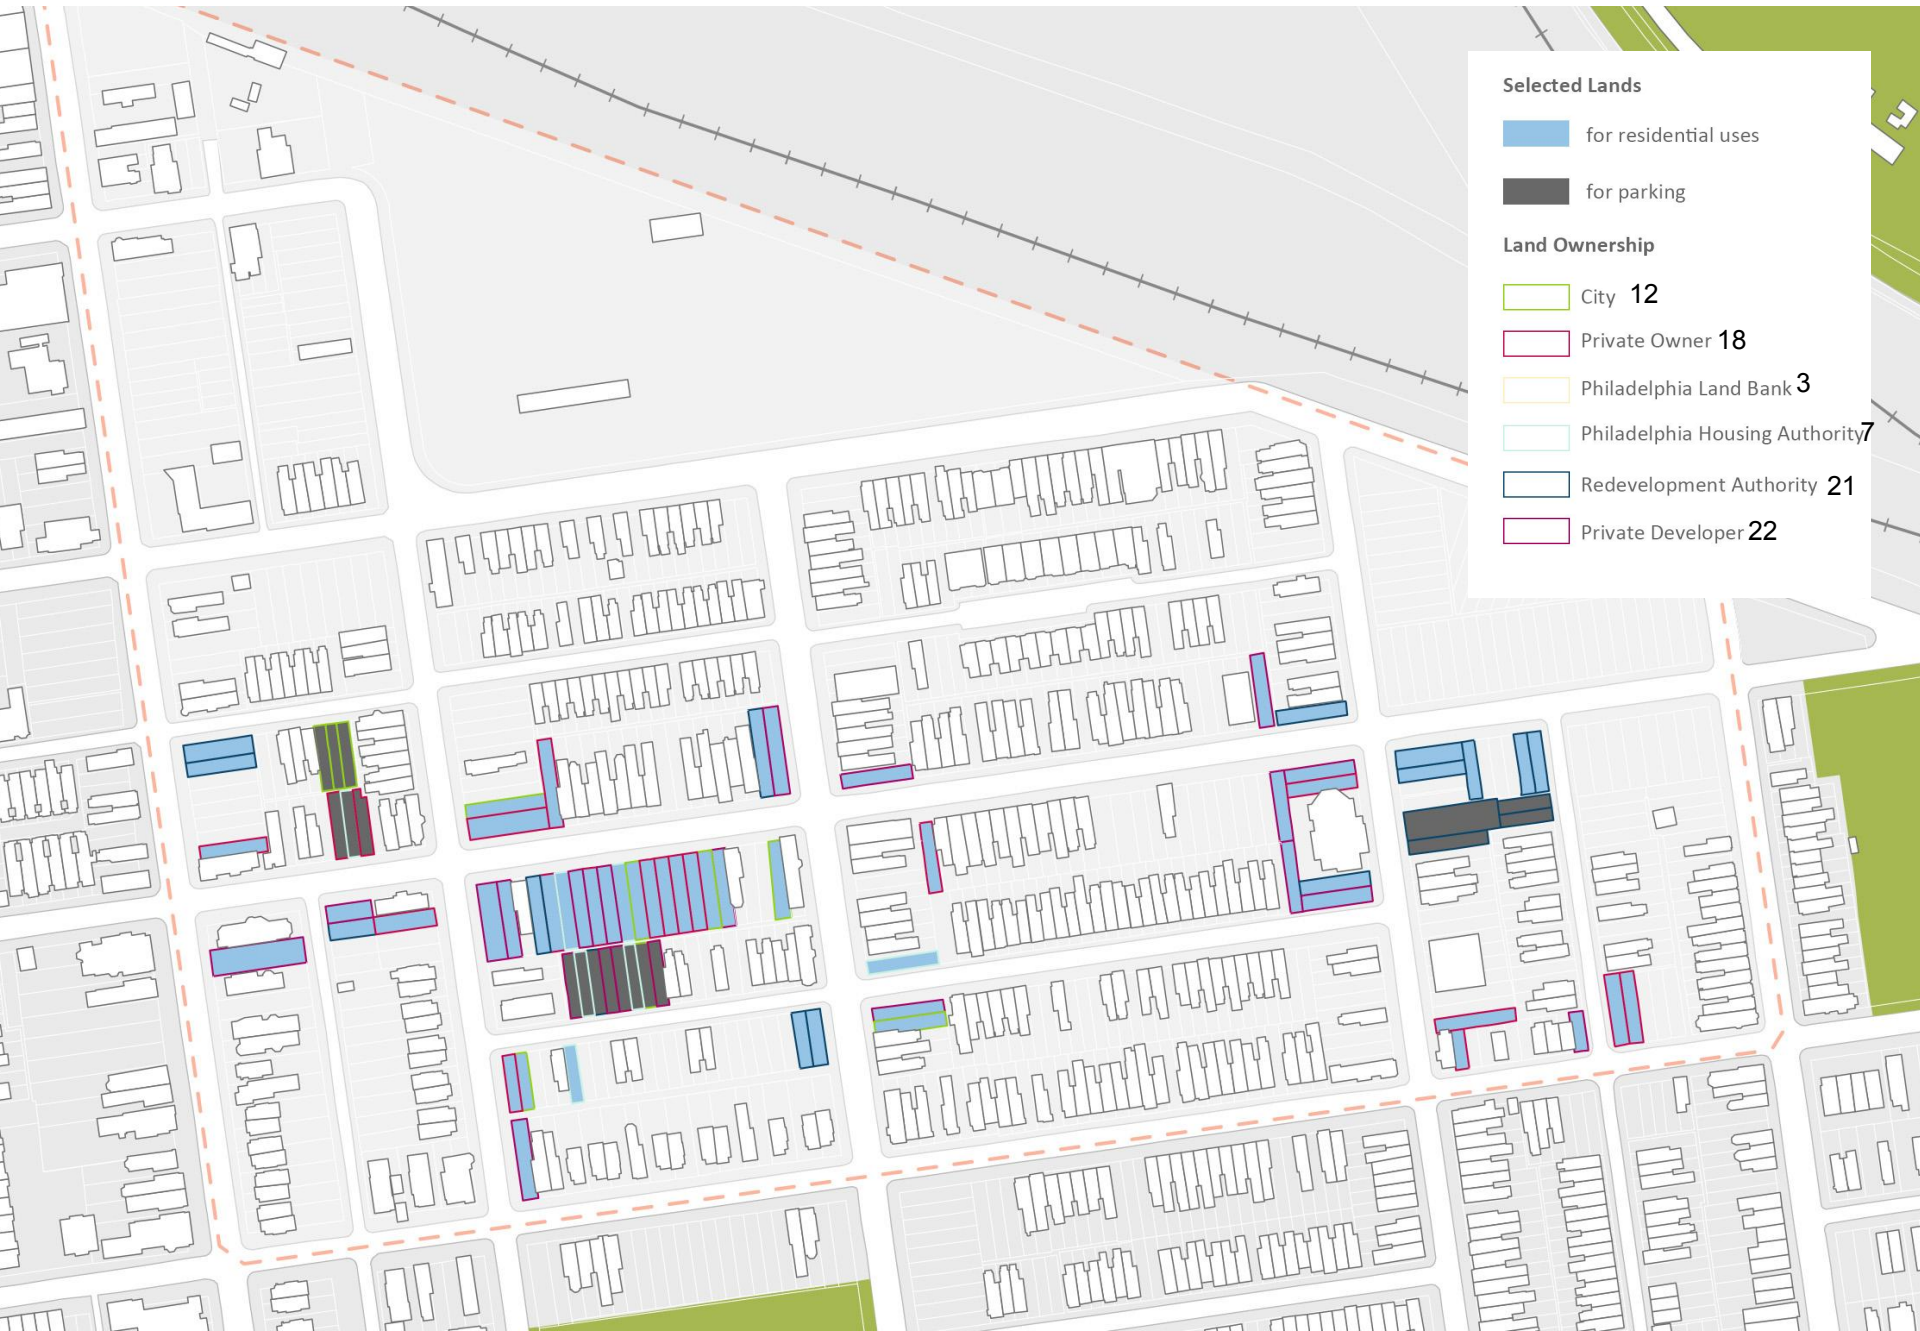 Selected Lands
for residential uses
for parking
Land Ownership
City 12
Private Owner 18
Philadelphia Land Bank 3
Philadelphia Housing Authority 7
Redevelopment Authority 21
Private Developer 22